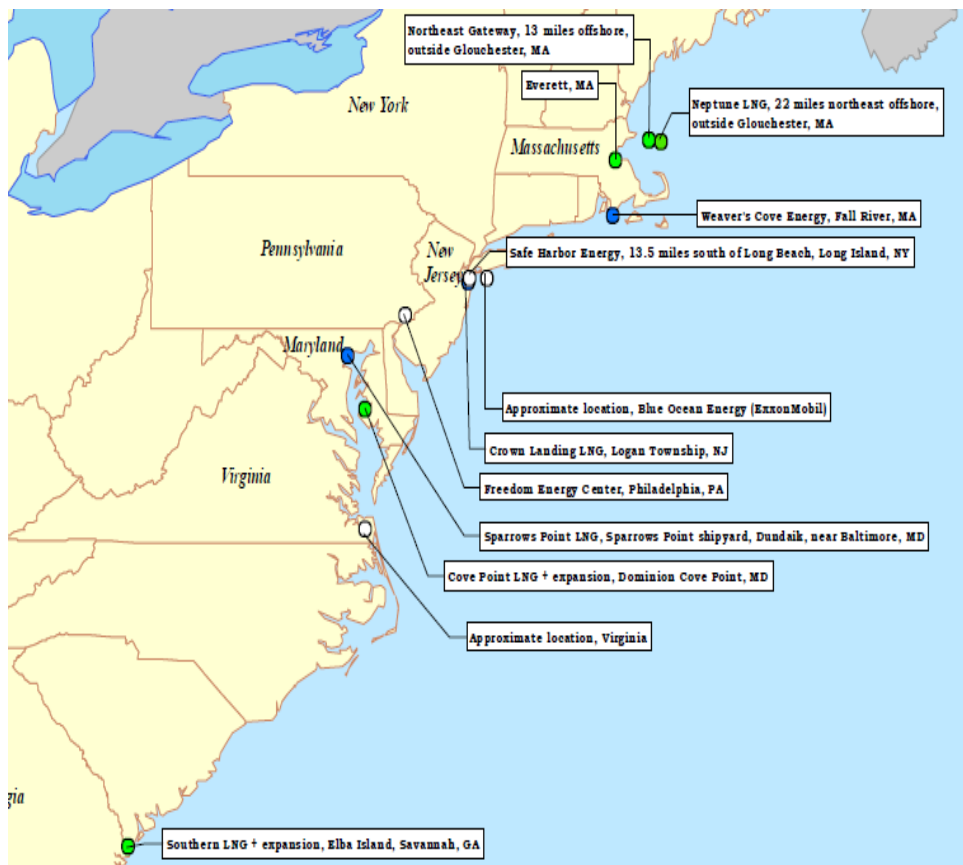 Northeast Gateway, 13 miles offshore,
outside Glouchester, MA
Everett, MA
New York
Neptune LNG, 22 miles northeast offshore,
outside Glouchester, MA
Massachusetts
Weaver's Cove Energy, Fall River, MA
Pennsylvania
New
Jersey
Safe Harbor Energy, 13.5 miles south of Long Beach, Long Island, NY
Maryland
Approximate location, Blue Ocean Energy (ExxonMobil)
Crown Landing LNG, Logan Township, NJ
Virginia
Freedom Energy Center, Philadelphia, PA
Sparrows Point LNG, Sparrows Point shipyard, Dundaik, near Baltimore, MD
Cove Point LNG + expansion, Dominion Cove Point, MD
Approximate location, Virginia
gia
Southern LNG + expansion, Elba Island, Savannah, GA